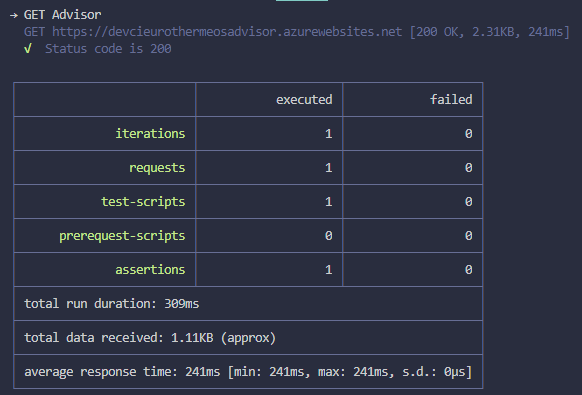 → GET Advisor
GET https://devcieurothermeosadvisor.azurewebsites.net [200 OK, 2.31KB, 241ms]
√ Status code is 200
executed failed
iterations 1 0
requests 1 0
test-scripts 1 0
prerequest-scripts 0 0
assertions 1 0
total run duration: 309ms
total data received: 1.11KB (approx)
average response time: 241ms [min: 241ms, max: 241ms, s.d.: 0µs]